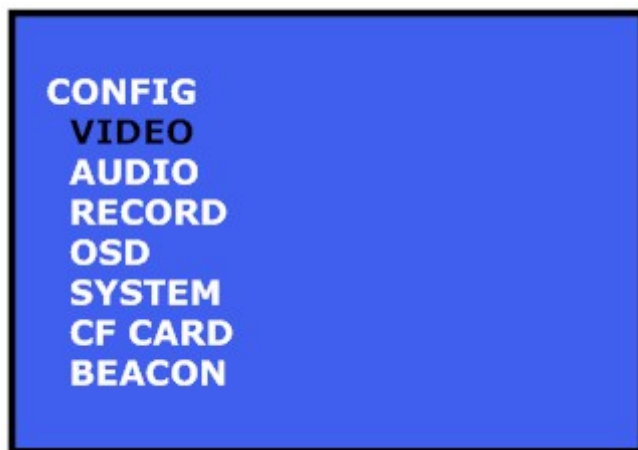 CONFIG
VIDEO
AUDIO
RECORD
OSD
SYSTEM
CF CARD
BEACON